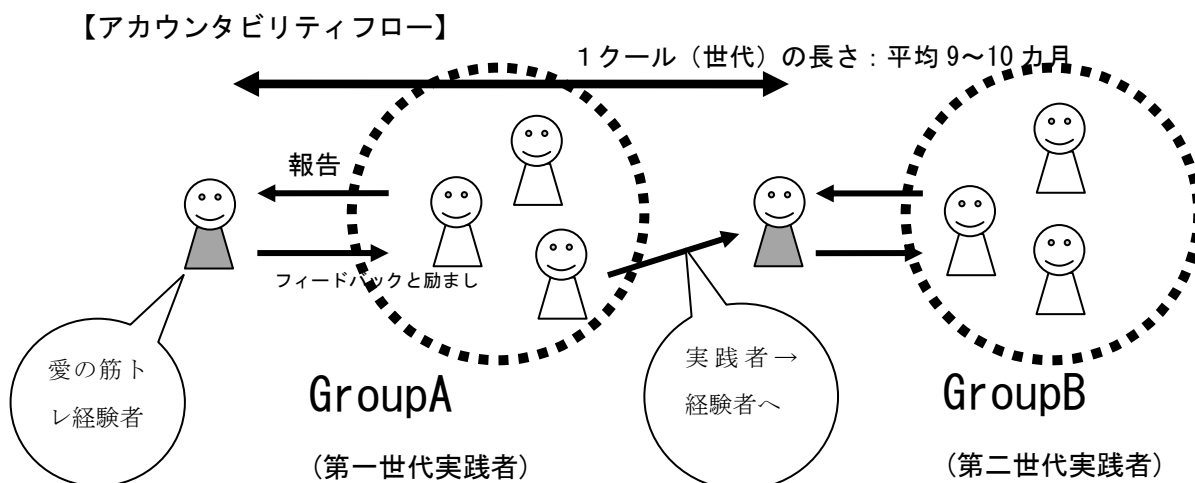 【アカウンタビリティフロー】
1クール(世代)の長さ:平均9~10カ月
報告
フィードバックと励まし
愛の筋ト
レ経験者
GroupA
(第一世代実践者)
実践者→
経験者へ
GroupB
(第二世代実践者)